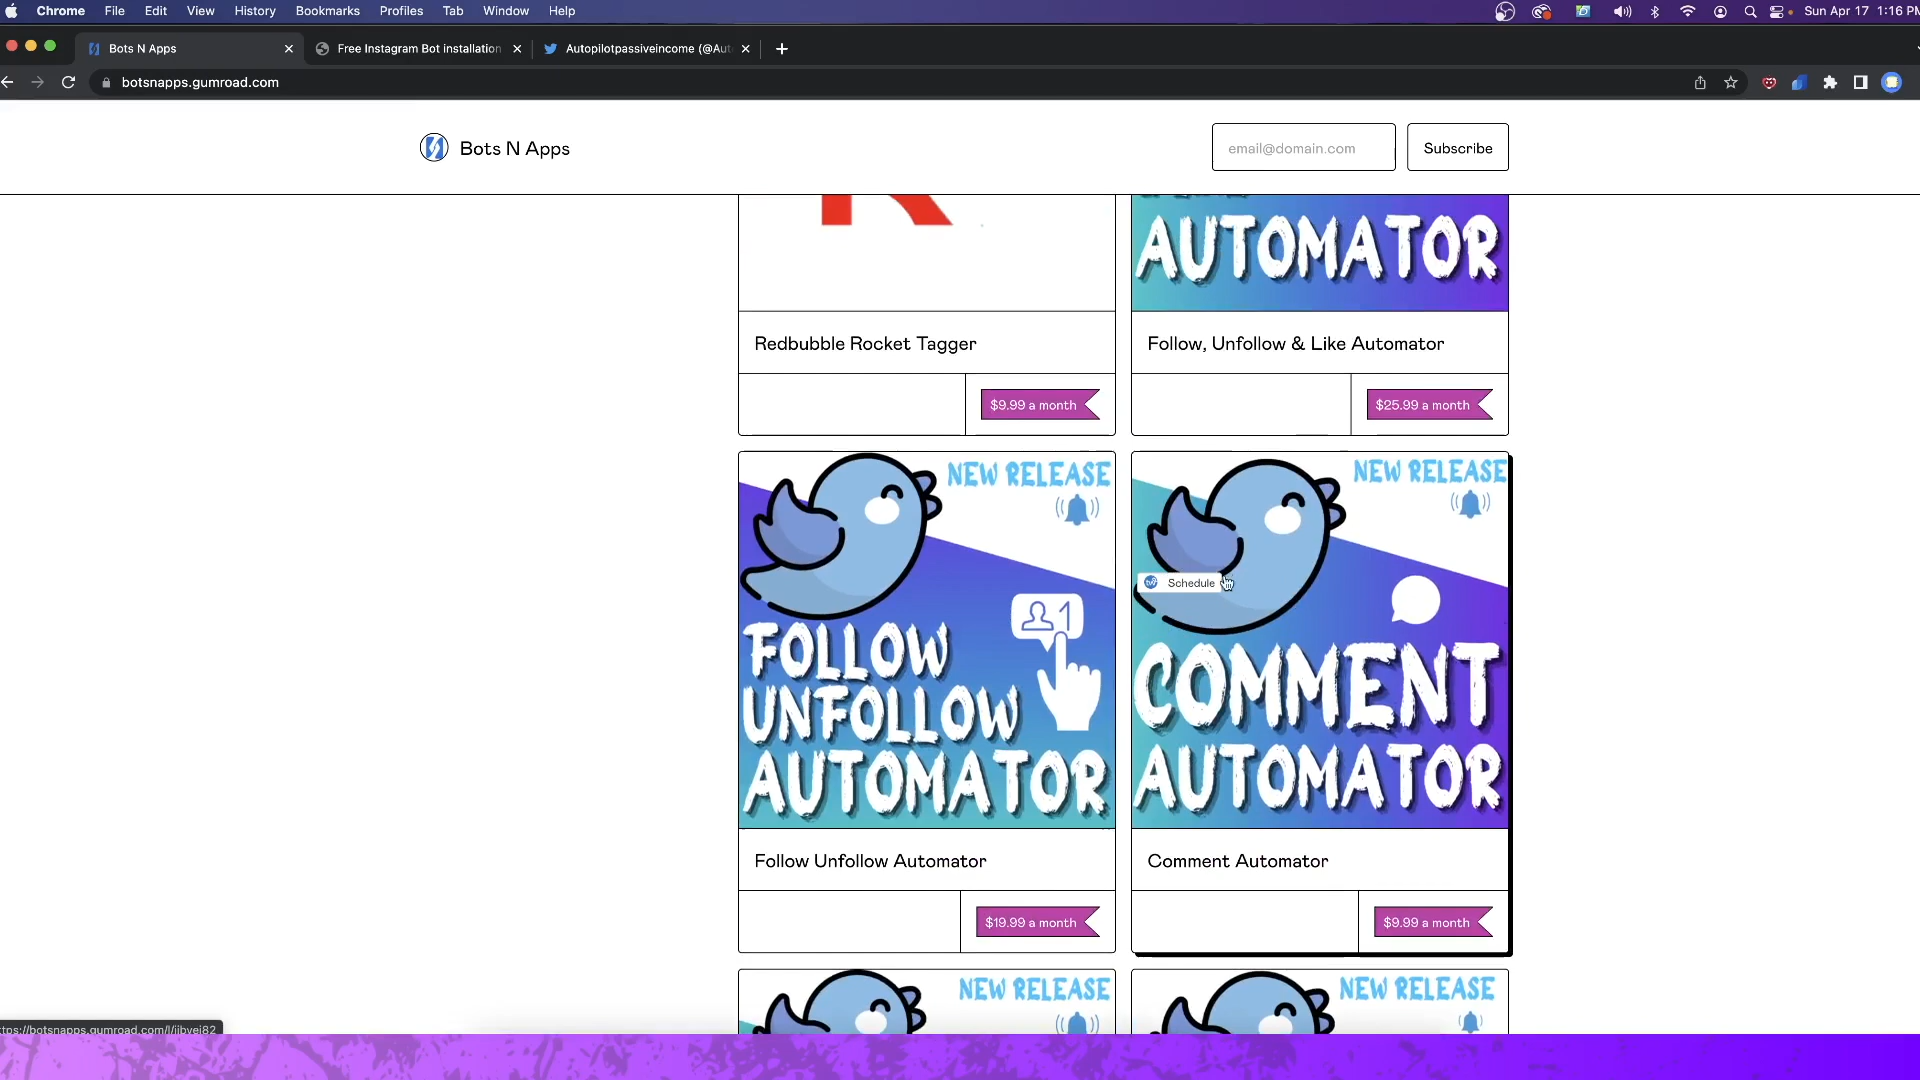 Chrome File Edit View History Bookmarks Profiles Tab Window Help Sun Apr 17 1:16 PM
Bots N Apps Free Instagram Bot installation Autopilotpassiveincome (@Aut
botsnapps.gumroad.com
Bots N Apps email@domain.com Subscribe
AUTOMATOR
Redbubble Rocket Tagger Follow, Unfollow & Like Automator
$9.99 a month $25.99 a month
NEW RELEASE
FOLLOW
UNFOLLOW
AUTOMATOR
NEW RELEASE
Schedule
COMMENT
AUTOMATOR
Follow Unfollow Automator Comment Automator
$19.99 a month $9.99 a month
NEW RELEASE NEW RELEASE